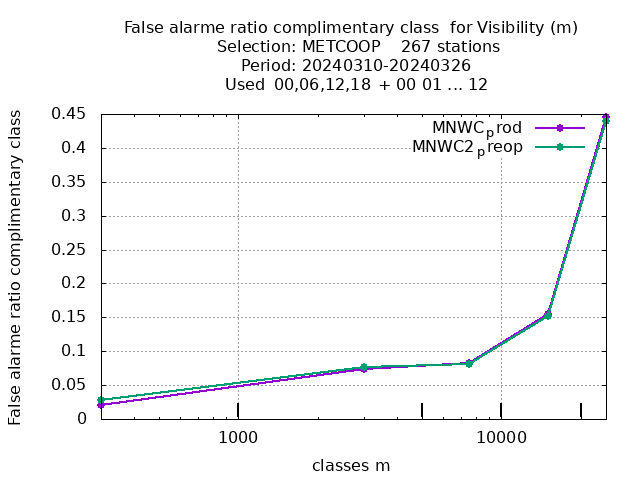 False alarme ratio complimentary class  for Visibility (m)
Selection: METCOOP    267 stations
Period: 20240310-20240326
Used  00,06,12,18 + 00 01 ... 12
False alarme ratio complimentary class
0.45
0.4
0.35
0.3
0.25
0.2
0.15
0.1
0.05
0
MNWCprod
MNWC2preop
1000
10000
classes m